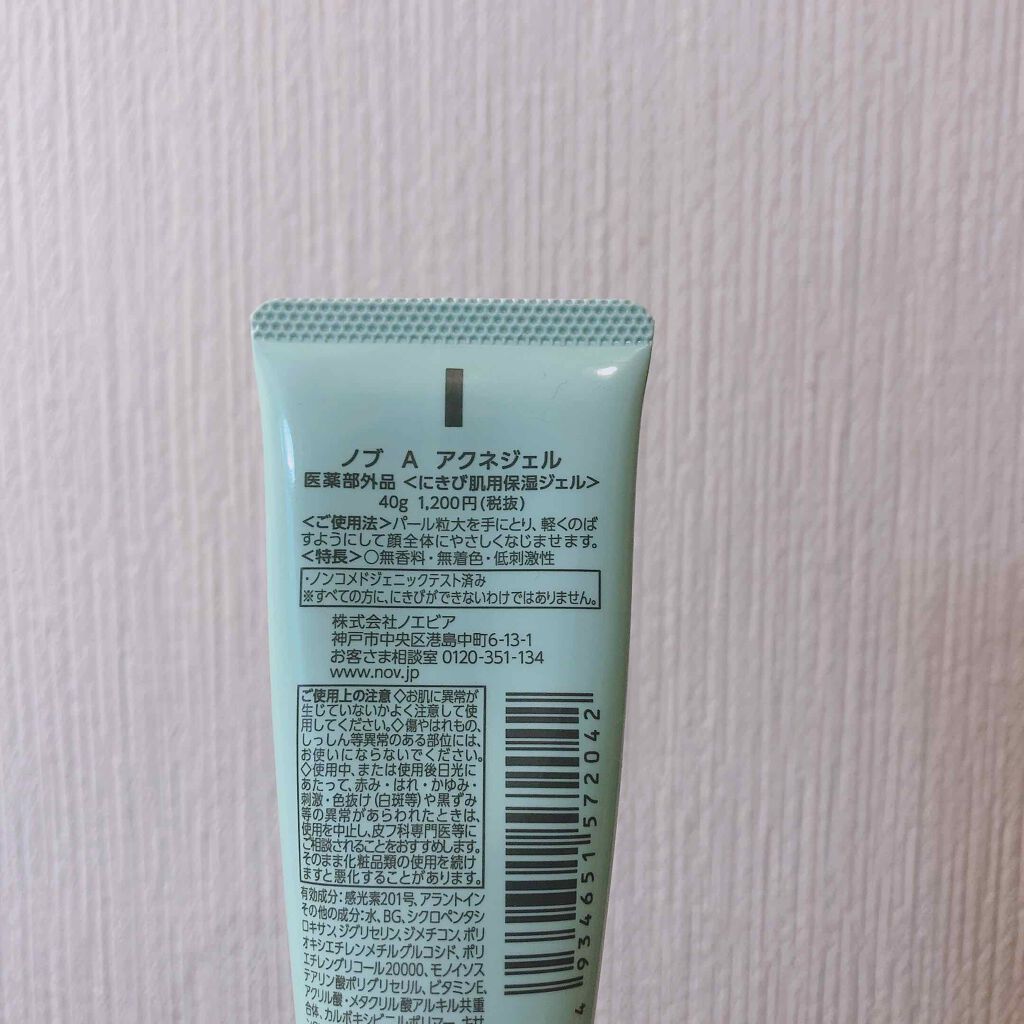 ノブ A アクネジェル
医薬部外品 <にきび肌用保湿ジェル>
40g 1,200円(税抜)
<ご使用法>パール粒大を手にとり、軽くのば
すようにして顔全体にやさしくなじませます。
<特長>○無香料・無着色・低刺激性
・ノンコメドジェニックテスト済み
※すべての方に、にきびができないわけではありません。
株式会社ノエビア
神戸市中央区港島中町6-13-1
お客さま相談室 0120-351-134
www.nov.jp
ご使用上の注意 ◇お肌に異常が
生じていないかよく注意して使
用してください。◇傷やはれもの、
しっしん等異常のある部位には、
お使いにならないでください。
◇使用中、または使用後日光に
あたって、赤み・はれ・かゆみ・
刺激・色抜け(白斑等)や黒ずみ
等の異常があらわれたときは、
使用を中止し、皮フ科専門医等に
ご相談されることをおすすめします。
そのまま化粧品類の使用を続け
ますと悪化することがあります。
有効成分:感光素201号、アラントイン
その他の成分:水、BG、シクロペンタシ
ロキサン、ジグリセリン、ジメチコン、ポリ
オキシエチレンメチルグルコシド、ポリ
エチレングリコール20000、モノイソス
テアリン酸ポリグリセリル、ビタミンE、
アクリル酸・メタクリル酸アルキル共重
合体、カルボキシビニルポリマー、キサ
4 934651 572042